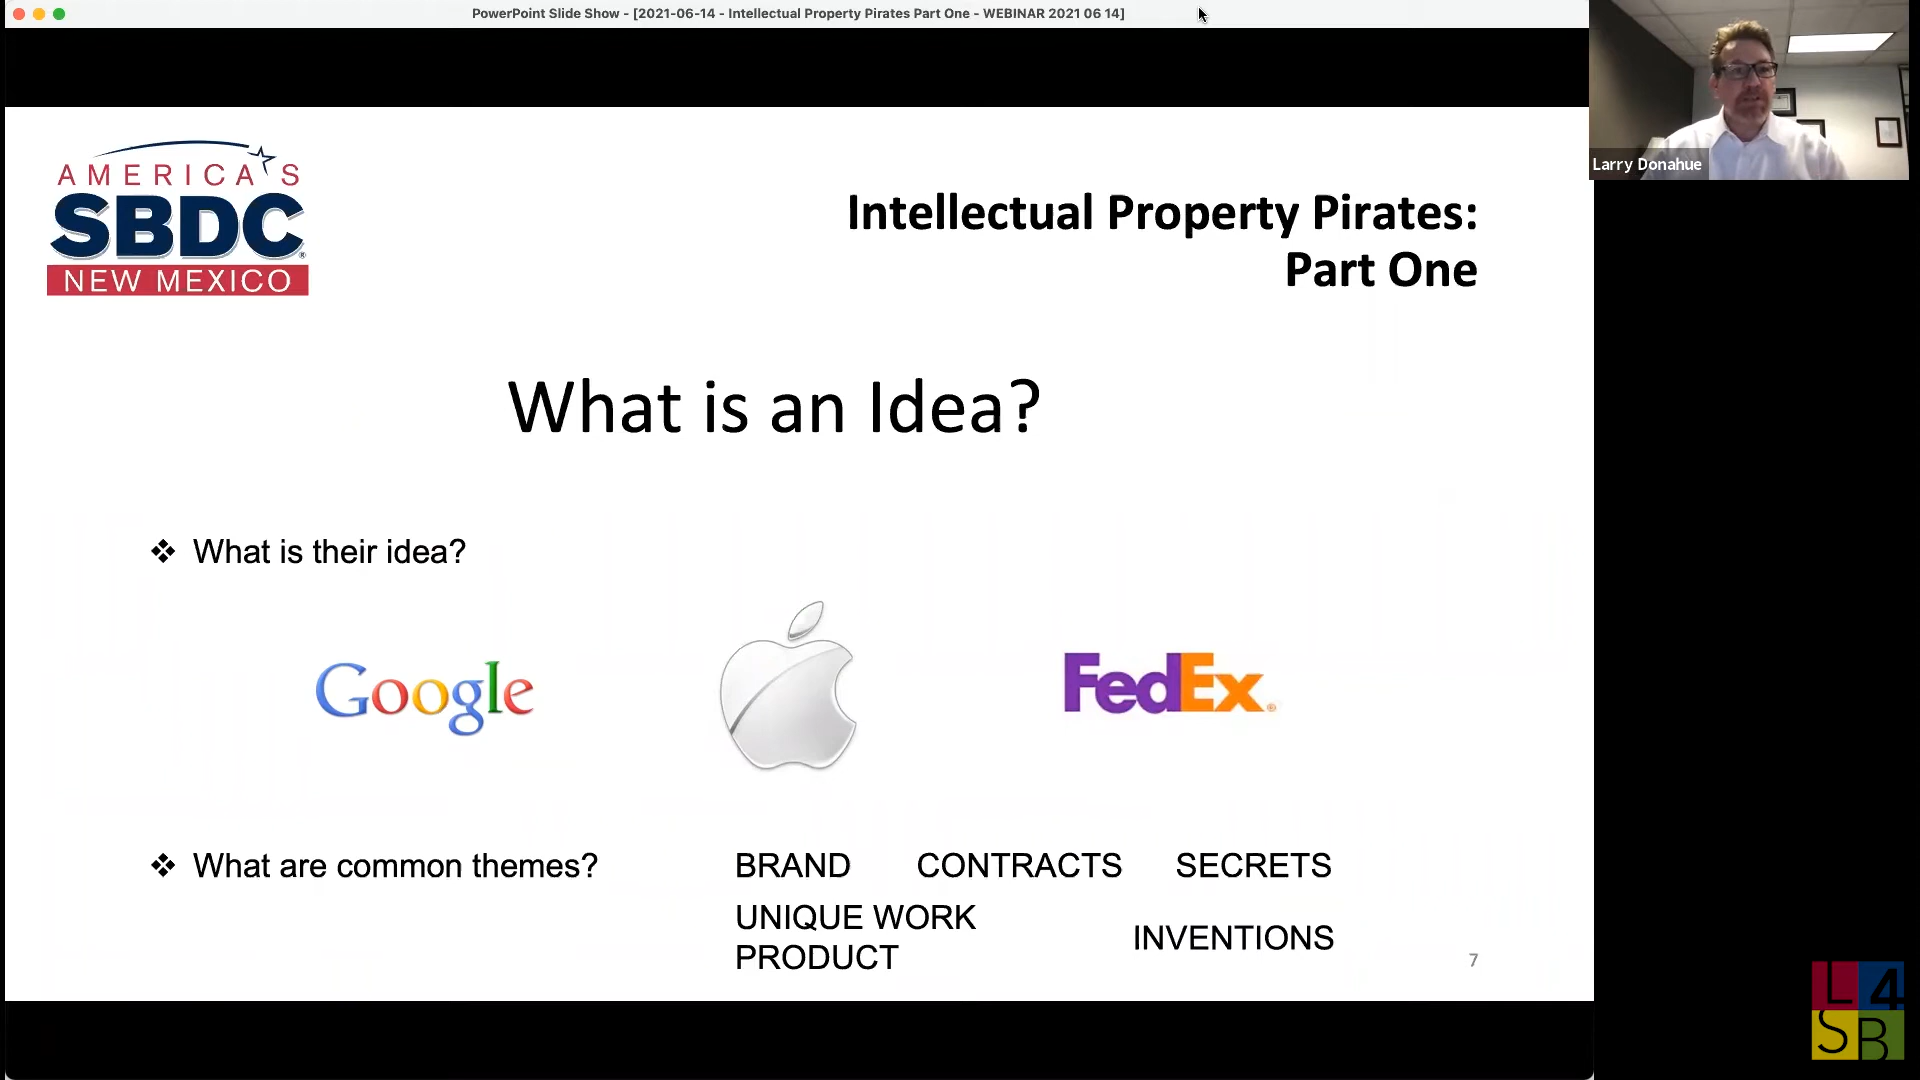 PowerPoint Slide Show - [2021-06-14 - Intellectual Property Pirates Part One - WEBINAR 2021 06 14]
Larry Donahue
AMERICA'S
SBDC®
NEW MEXICO
Intellectual Property Pirates:
Part One
What is an Idea?
❖ What is their idea?
Google
FedEx®
❖ What are common themes?
BRAND CONTRACTS SECRETS
UNIQUE WORK
PRODUCT
INVENTIONS
7
L4
SB